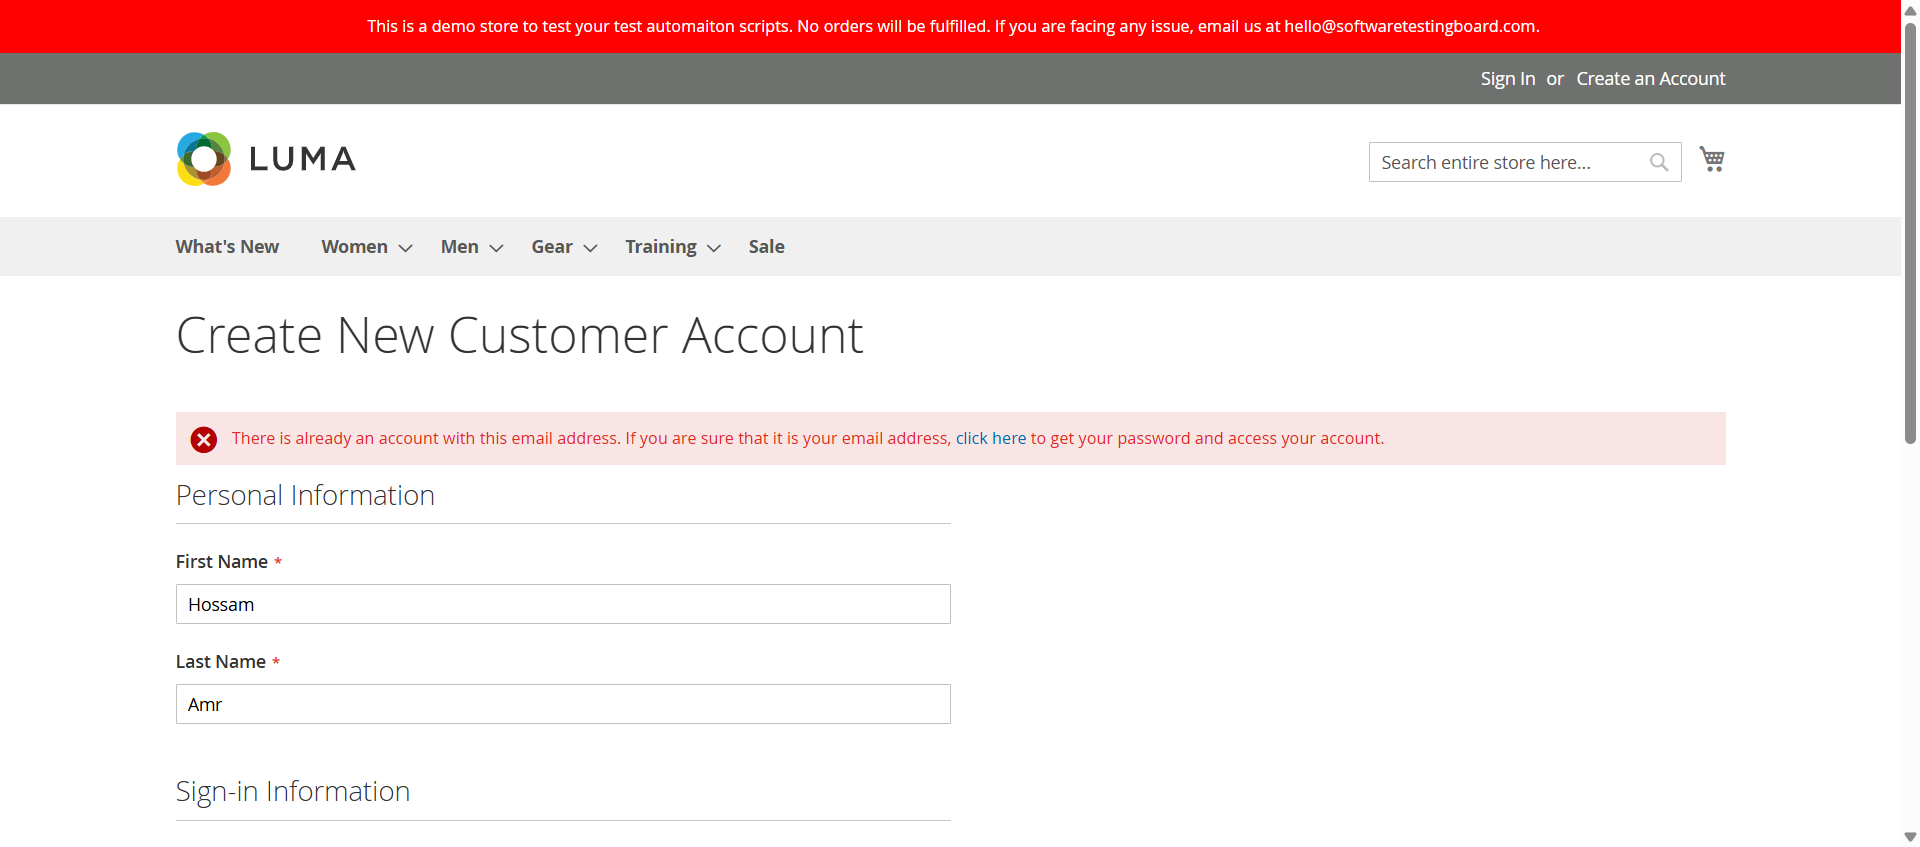 This is a demo store to test your test automaiton scripts. No orders will be fulfilled. If you are facing any issue, email us at hello@softwaretestingboard.com.
Sign In or Create an Account
LUMA
Search entire store here...
What's New Women Men Gear Training Sale
Create New Customer Account
There is already an account with this email address. If you are sure that it is your email address, click here to get your password and access your account.
Personal Information
First Name *
Hossam
Last Name *
Amr
Sign-in Information